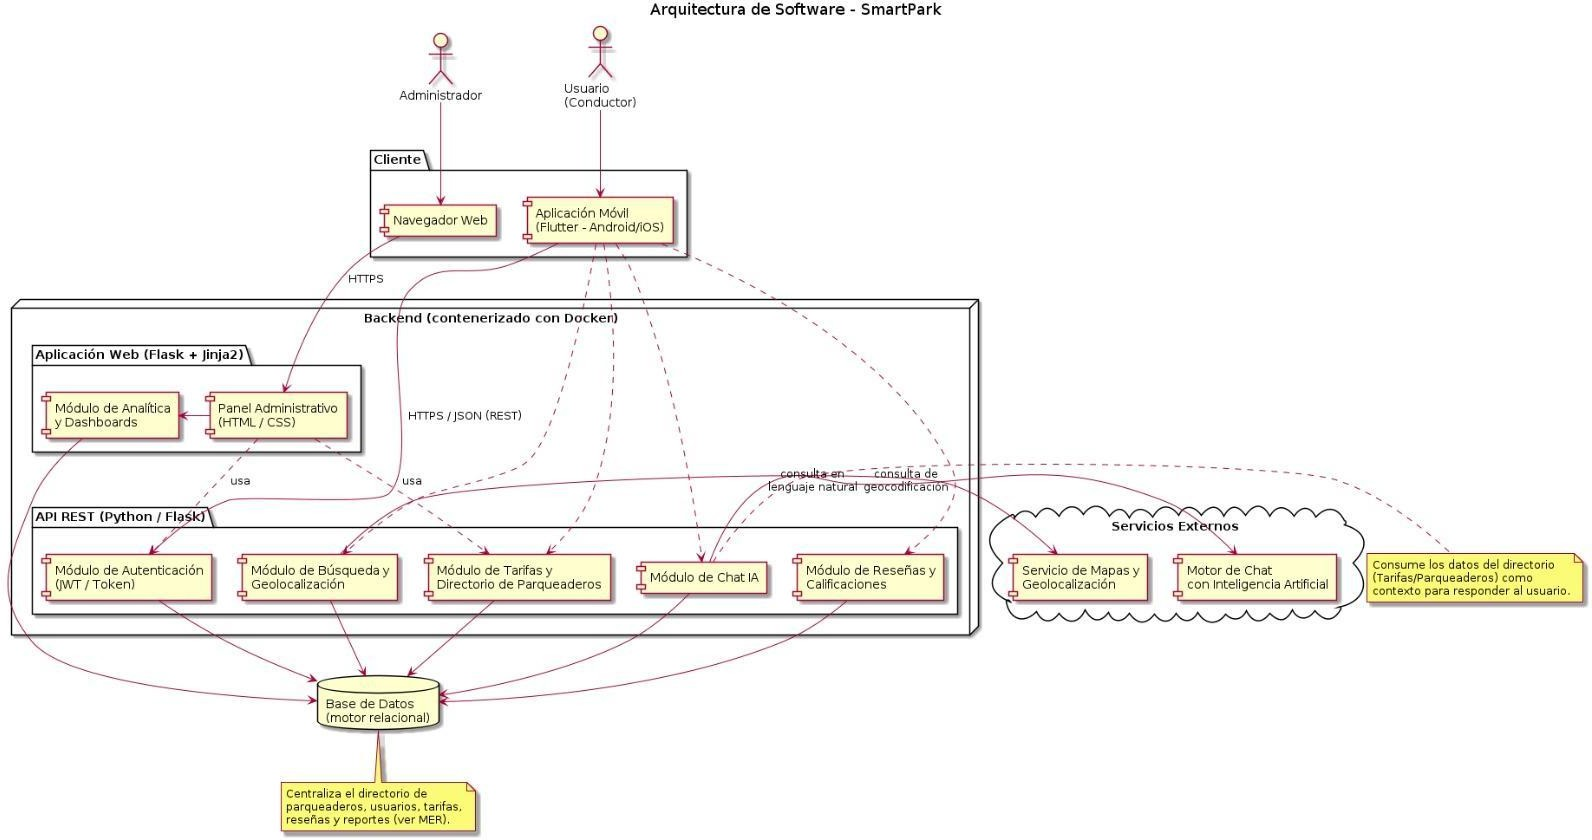 Arquitectura de Software - SmartPark
Administrador
Usuario
(Conductor)
Cliente
Navegador Web
Aplicación Móvil
(Flutter - Android/iOS)
HTTPS
Backend (contenerizado con Docker)
Aplicación Web (Flask + Jinja2)
Módulo de Analítica
y Dashboards
Panel Administrativo
(HTML / CSS)
HTTPS / JSON (REST)
usa
usa
consulta en
lenguaje natural
consulta de
geocodificación
API REST (Python / Flask)
Módulo de Autenticación
(JWT / Token)
Módulo de Búsqueda y
Geolocalización
Módulo de Tarifas y
Directorio de Parqueaderos
Módulo de Chat IA
Módulo de Reseñas y
Calificaciones
Servicios Externos
Servicio de Mapas y
Geolocalización
Motor de Chat
con Inteligencia Artificial
Consume los datos del directorio
(Tarifas/Parqueaderos) como
contexto para responder al usuario.
Base de Datos
(motor relacional)
Centraliza el directorio de
parqueaderos, usuarios, tarifas,
reseñas y reportes (ver MER).